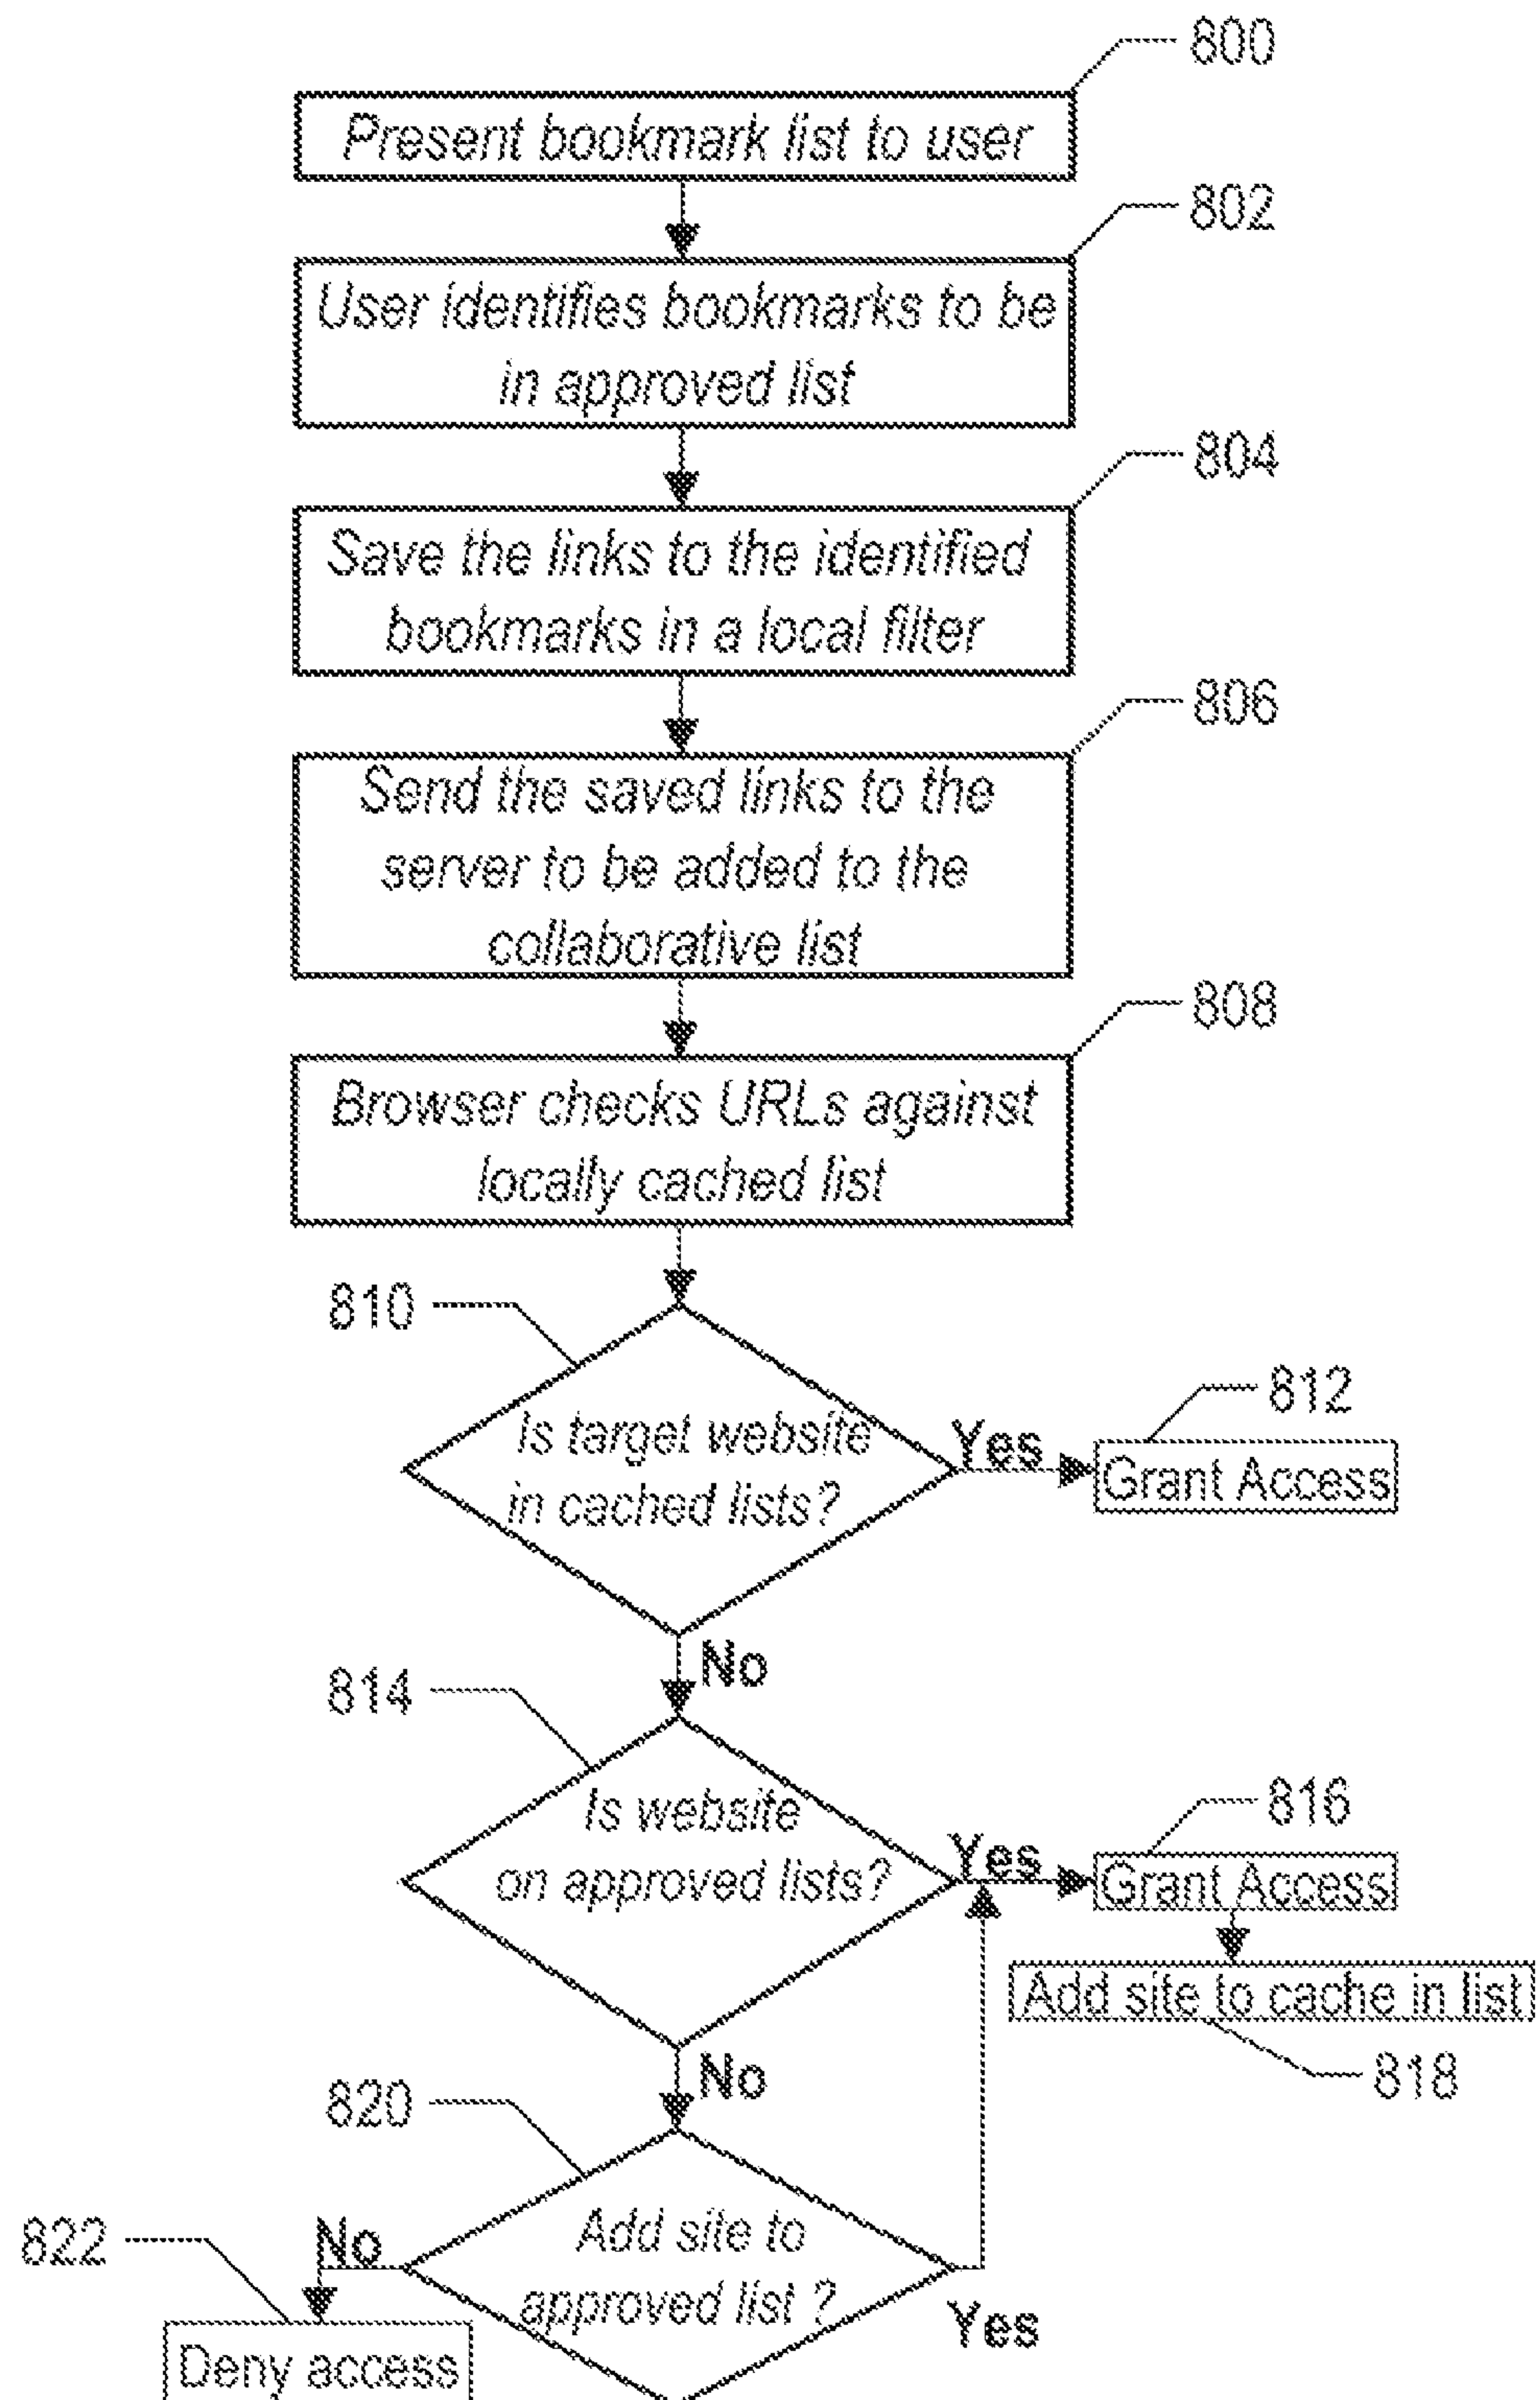 800
Present bookmark list to user
802
User identifies bookmarks to be
in approved list
804
Save the links to the identified
bookmarks in a local filter
806
Send the saved links to the
server to be added to the
collaborative list
808
Browser checks URLs against
locally cached list
810
Is target website
in cached lists?
Yes
812
Grant Access
No
814
Is website
on approved lists?
Yes
816
Grant Access
Add site to cache in list
818
No
820
Add site to
approved list ?
Yes
No
822
Deny access